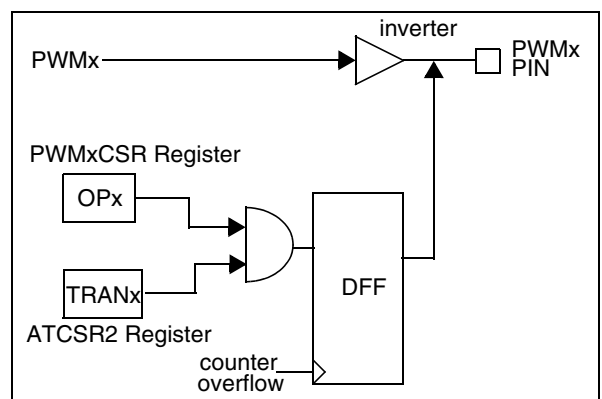 inverter
PWMx
PWMx
PIN
PWMxCSR Register
OPx
TRANx
DFF
ATCSR2 Register
counter
overflow